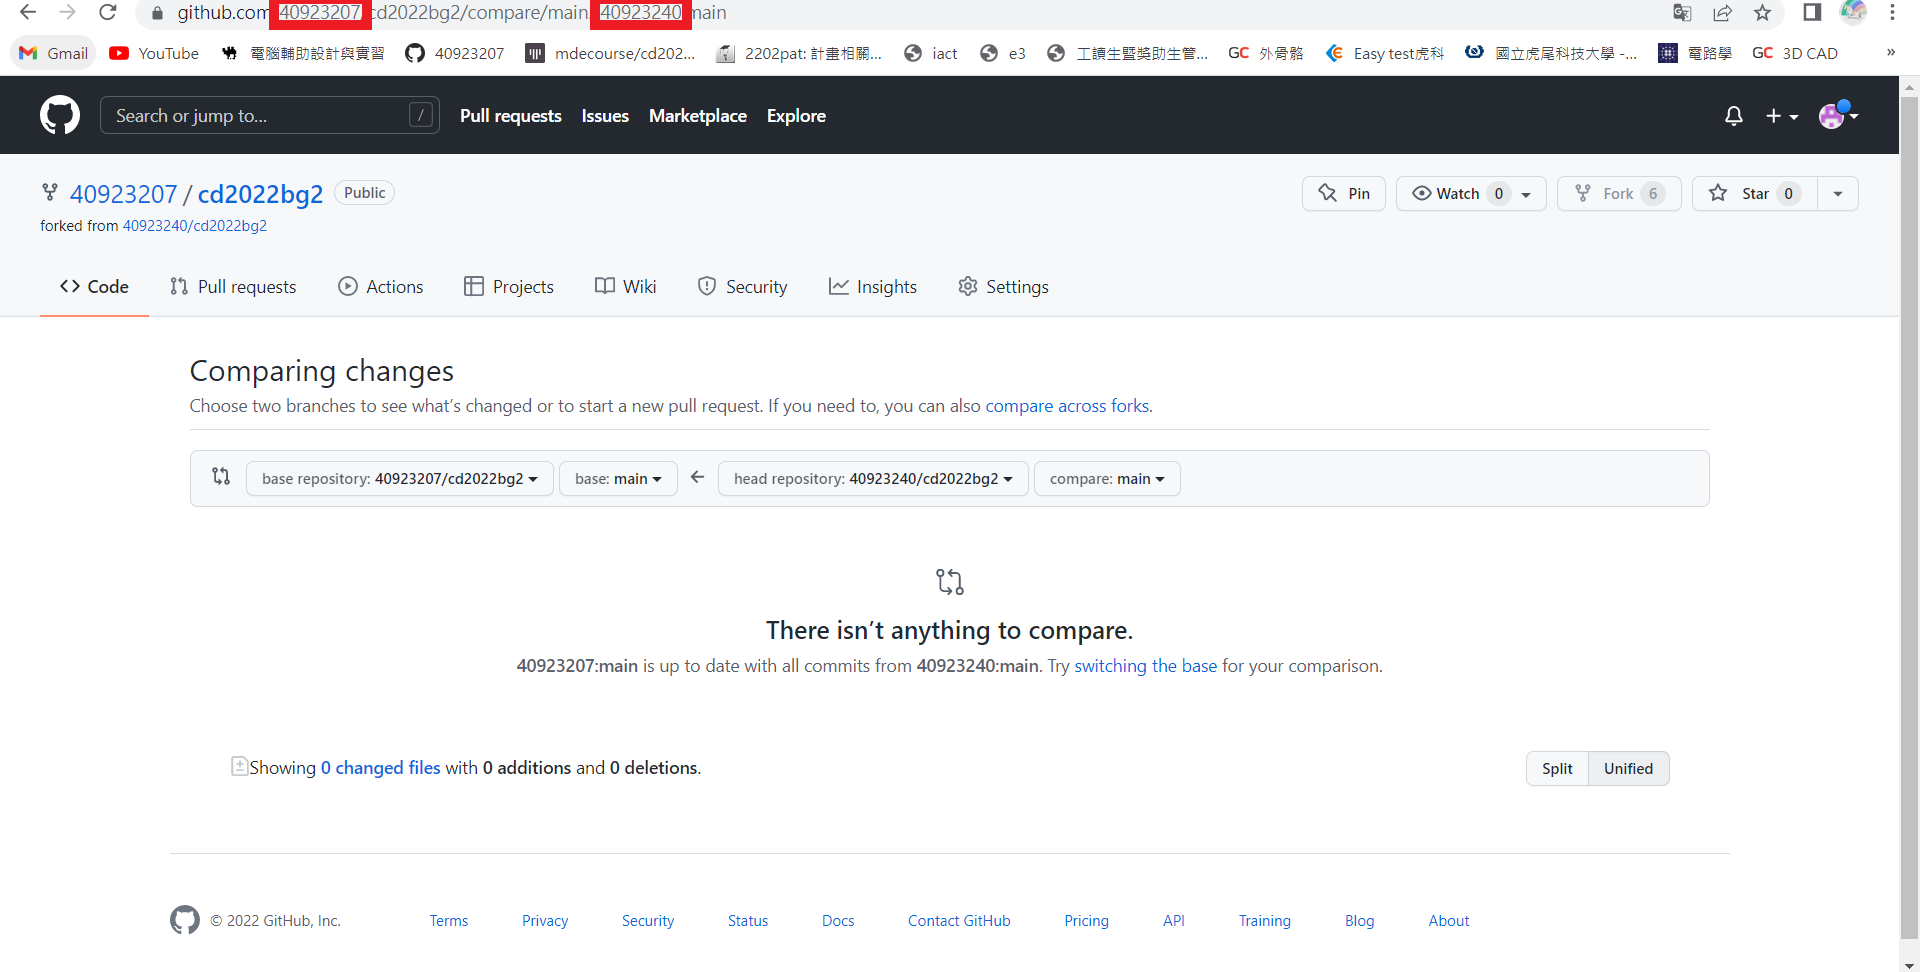 github.com 40923207/cd2022bg2/compare/main 40923240:main
Gmail YouTube 電腦輔助設計與實習 40923207 mdecourse/cd202... 2202pat: 計畫相關... iact e3 工讀生暨獎助生管... GC 外骨骼 Easy test虎科 國立虎尾科技大學 -... 電路學 GC 3D CAD »
Search or jump to... / Pull requests Issues Marketplace Explore
40923207 / cd2022bg2 Public
Pin Watch 0 Fork 6 Star 0
forked from 40923240/cd2022bg2
Code Pull requests Actions Projects Wiki Security Insights Settings
Comparing changes
Choose two branches to see what’s changed or to start a new pull request. If you need to, you can also compare across forks.
base repository: 40923207/cd2022bg2 base: main head repository: 40923240/cd2022bg2 compare: main
There isn’t anything to compare.
40923207:main is up to date with all commits from 40923240:main. Try switching the base for your comparison.
Showing 0 changed files with 0 additions and 0 deletions.
Split Unified
© 2022 GitHub, Inc. Terms Privacy Security Status Docs Contact GitHub Pricing API Training Blog About